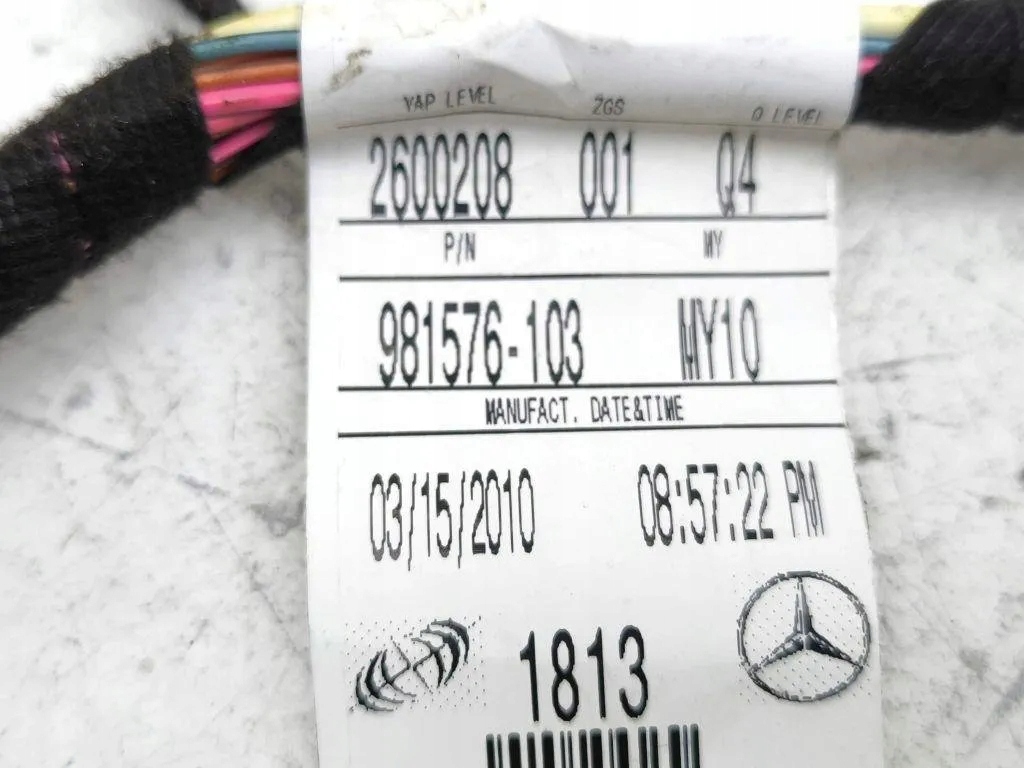 VAP LEVEL ZGS Q LEVEL
2600208 001 Q4
P/N MY
981576-103 MY10
MANUFACT. DATE&TIME
03/15/2010 08:57:22 PM
1813